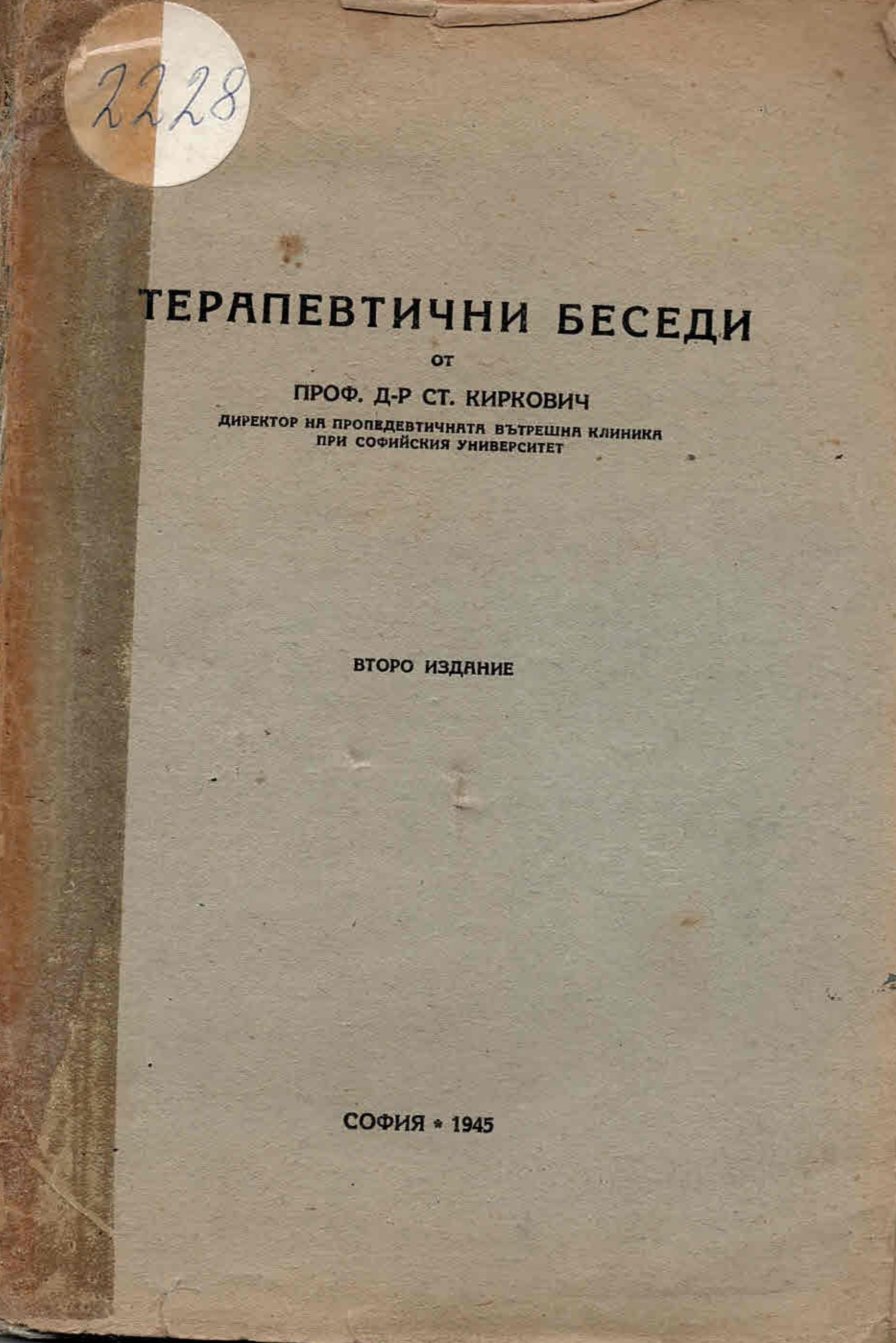 2228
ТЕРАПЕВТИЧНИ БЕСЕДИ
ОТ
ПРОФ. Д-Р СТ. КИРКОВИЧ
ДИРЕКТОР НА ПРОПЕДЕВТИЧНАТА ВЪТРЕШНА КЛИНИКА
ПРИ СОФИЙСКИЯ УНИВЕРСИТЕТ
ВТОРО ИЗДАНИЕ
СОФИЯ * 1945